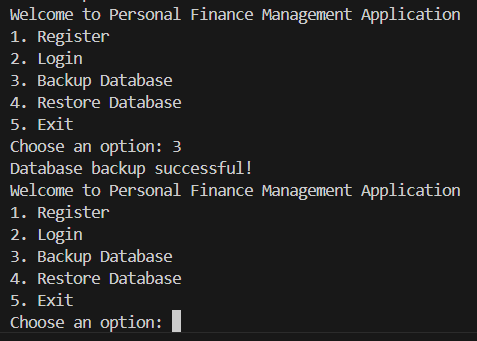 Welcome to Personal Finance Management Application
1. Register
2. Login
3. Backup Database
4. Restore Database
5. Exit
Choose an option: 3
Database backup successful!
Welcome to Personal Finance Management Application
1. Register
2. Login
3. Backup Database
4. Restore Database
5. Exit
Choose an option: